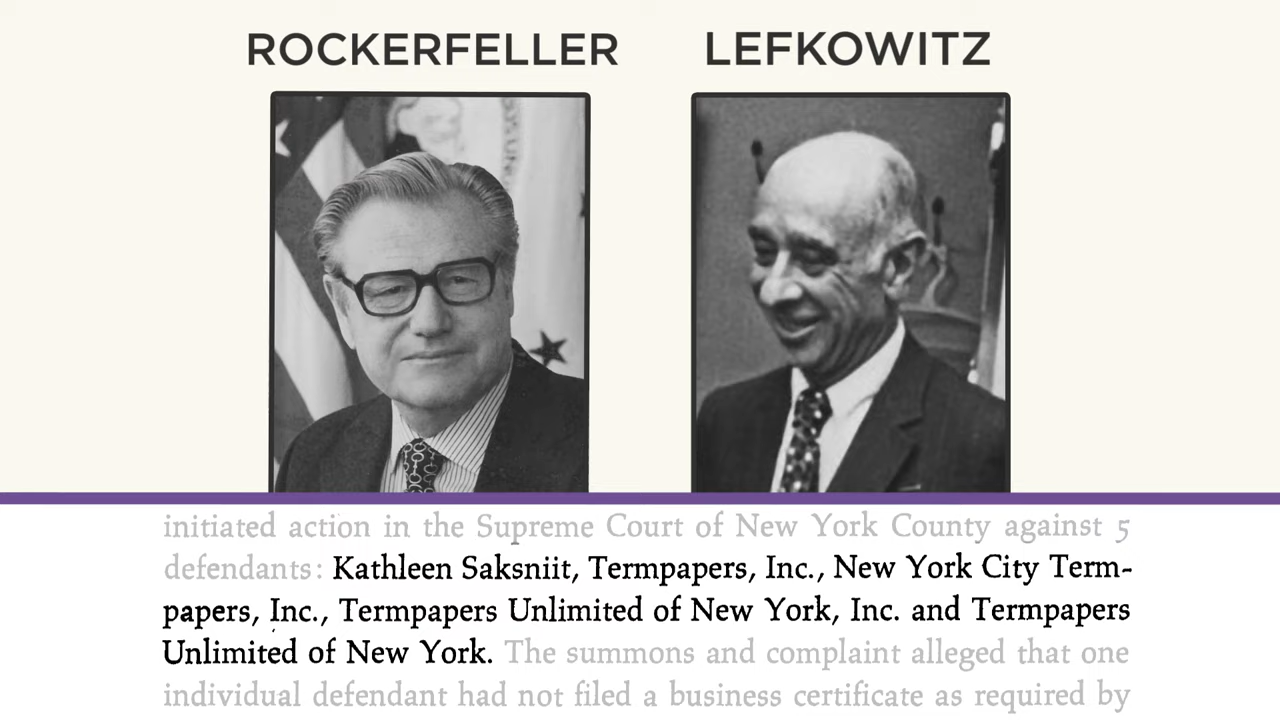 ROCKERFELLER
LEFKOWITZ
initiated action in the Supreme Court of New York County against 5
defendants: Kathleen Saksniit, Termpapers, Inc., New York City Term-
papers, Inc., Termpapers Unlimited of New York, Inc. and Termpapers
Unlimited of New York. The summons and complaint alleged that one
individual defendant had not filed a business certificate as required by